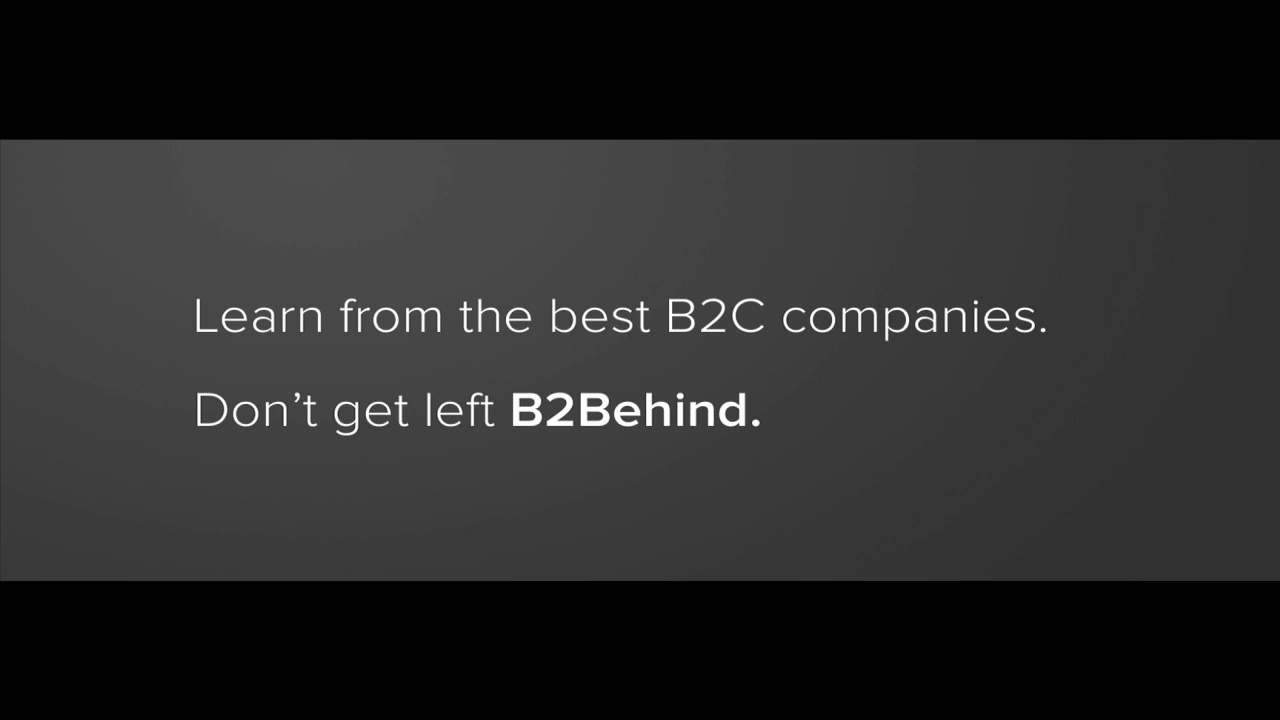 Learn from the best B2C companies.
Don’t get left B2Behind.